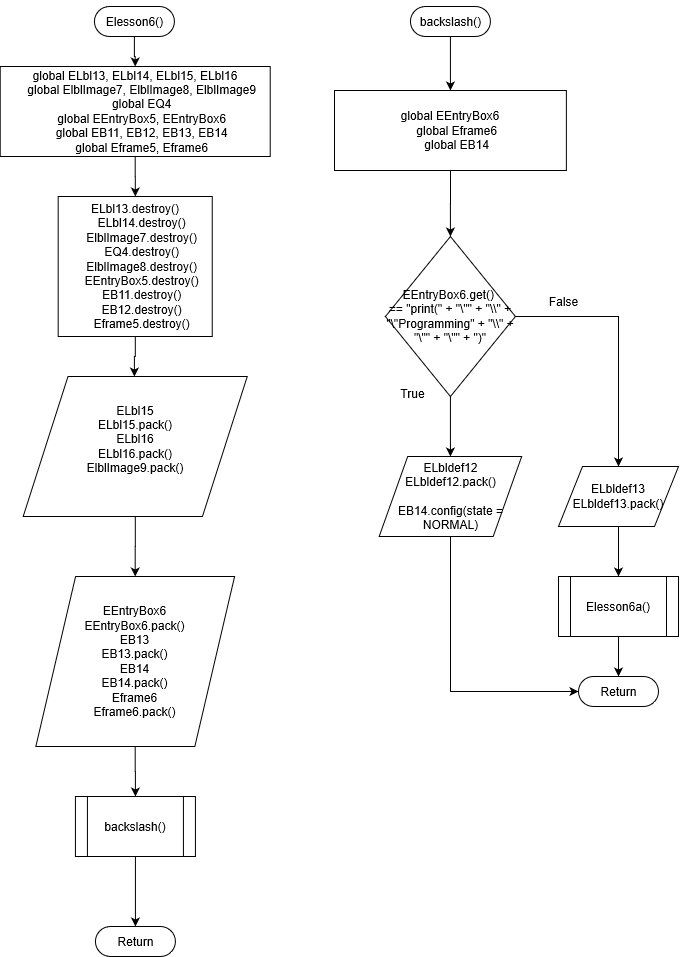 Elesson6()
global ELbl13, ELbl14, ELbl15, ELbl16
global ElblImage7, ElblImage8, ElblImage9
global EQ4
global EEntryBox5, EEntryBox6
global EB11, EB12, EB13, EB14
global Eframe5, Eframe6
ELbl13.destroy()
ELbl14.destroy()
ElblImage7.destroy()
EQ4.destroy()
ElblImage8.destroy()
EEntryBox5.destroy()
EB11.destroy()
EB12.destroy()
Eframe5.destroy()
ELbl15
ELbl15.pack()
ELbl16
ELbl16.pack()
ElblImage9.pack()
EEntryBox6
EEntryBox6.pack()
EB13
EB13.pack()
EB14
EB14.pack()
Eframe6
Eframe6.pack()
backslash()
Return
backslash()
global EEntryBox6
global Eframe6
global EB14
EEntryBox6.get()
== "print(" + "\"" + "\\" +
"\"Programming" + "\\" +
"\"" + "\"" + ")"
False
True
ELbldef12
ELbldef12.pack()
EB14.config(state =
NORMAL)
ELbldef13
ELbldef13.pack()
Elesson6a()
Return